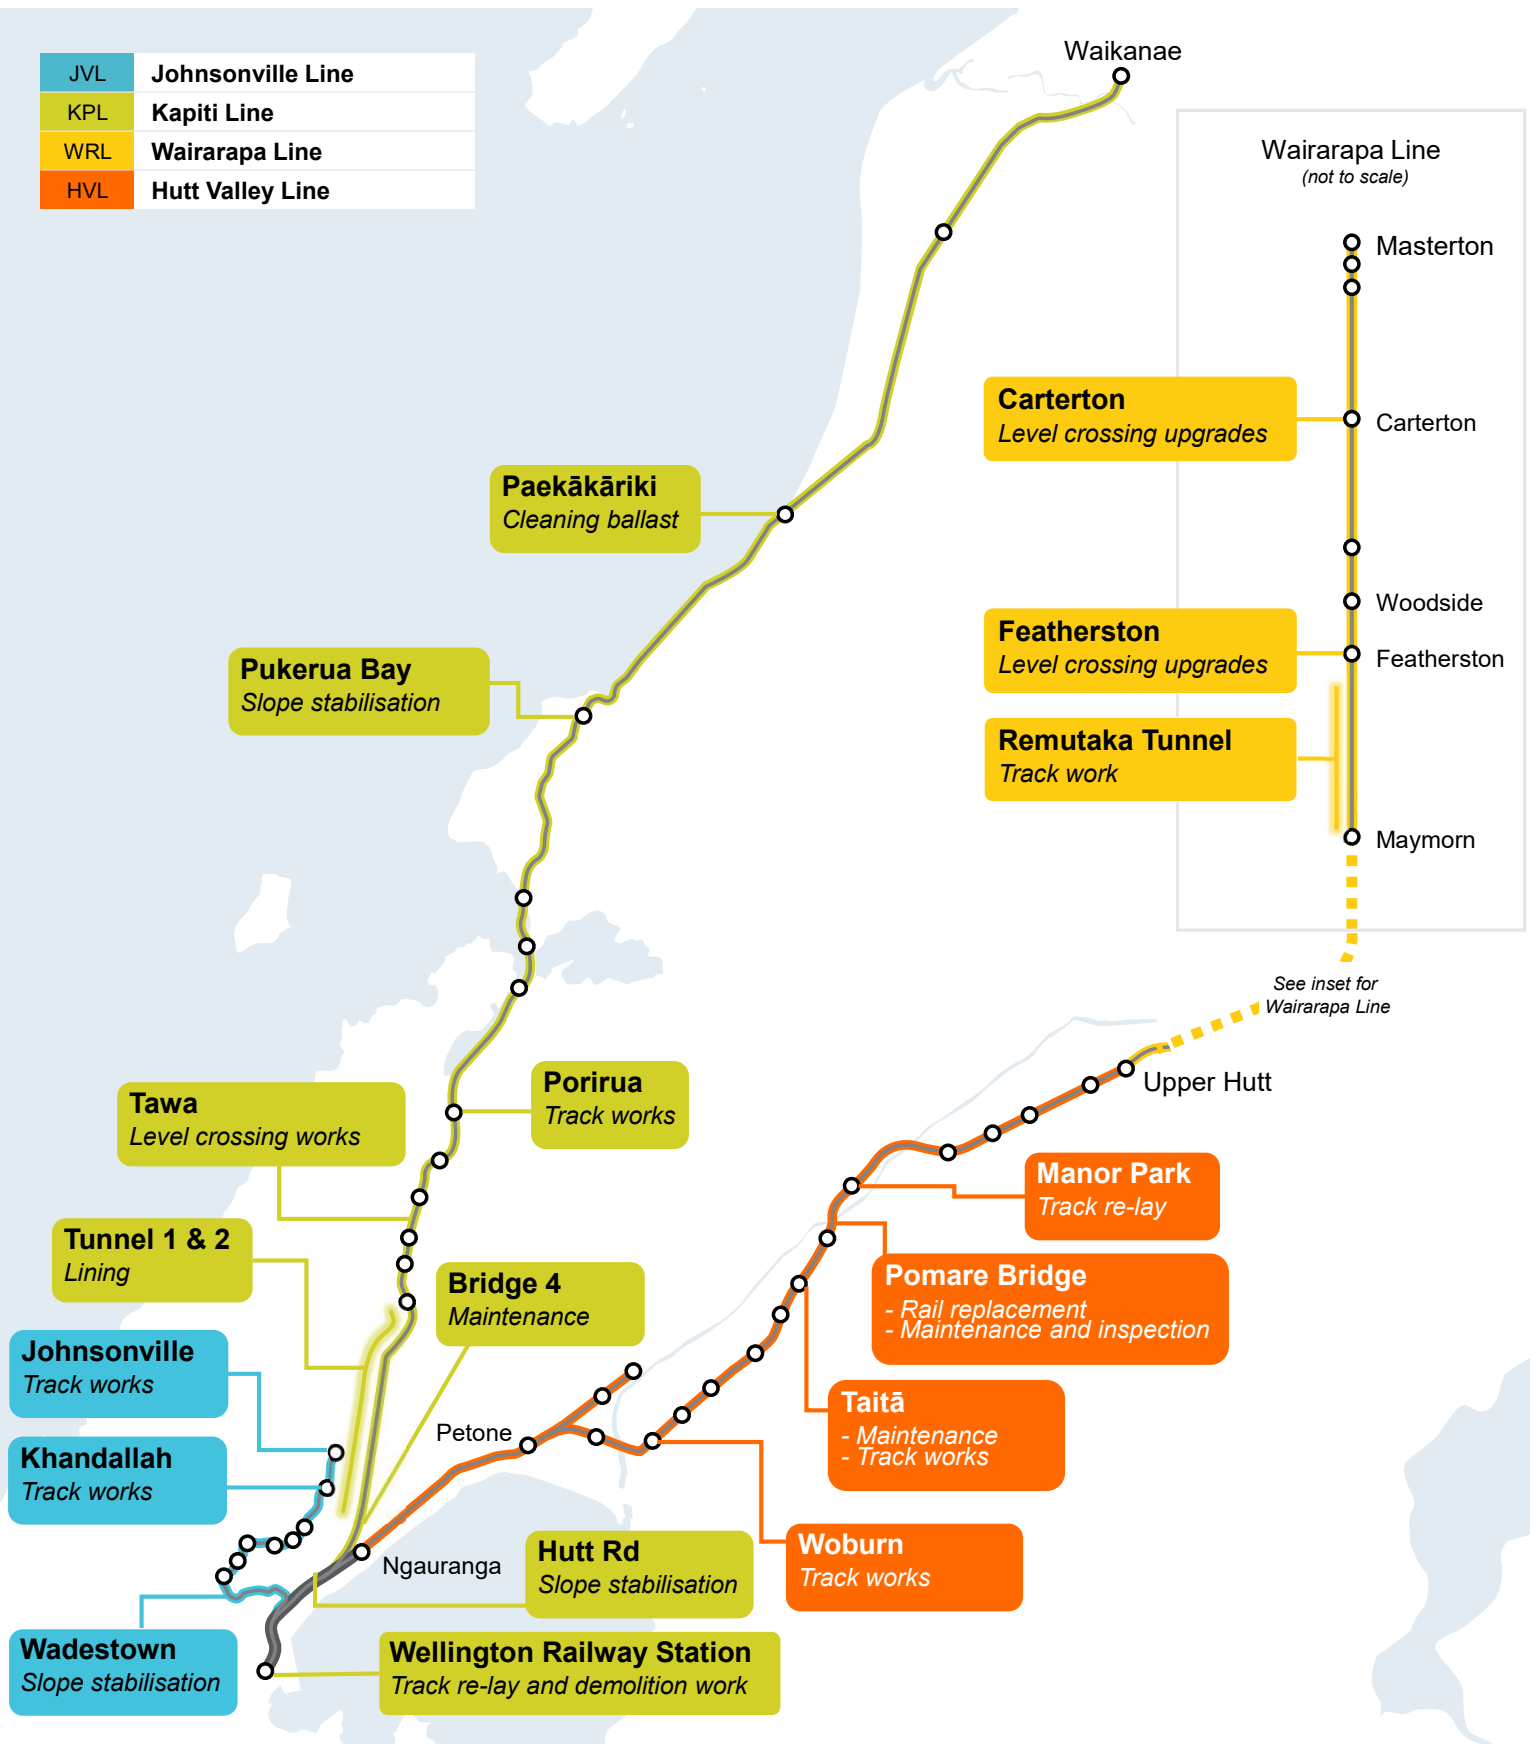 JVL Johnsonville Line
KPL Kapiti Line
WRL Wairarapa Line
HVL Hutt Valley Line
Waikanae
Wairarapa Line
(not to scale)
Masterton
Carterton
Level crossing upgrades
Carterton
Paekākāriki
Cleaning ballast
Woodside
Featherston
Level crossing upgrades
Featherston
Pukerua Bay
Slope stabilisation
Remutaka Tunnel
Track work
Maymorn
See inset for
Wairarapa Line
Upper Hutt
Porirua
Track works
Tawa
Level crossing works
Manor Park
Track re-lay
Tunnel 1 & 2
Lining
Bridge 4
Maintenance
Pomare Bridge
- Rail replacement
- Maintenance and inspection
Johnsonville
Track works
Taitā
- Maintenance
- Track works
Petone
Khandallah
Track works
Ngauranga
Hutt Rd
Slope stabilisation
Woburn
Track works
Wadestown
Slope stabilisation
Wellington Railway Station
Track re-lay and demolition work